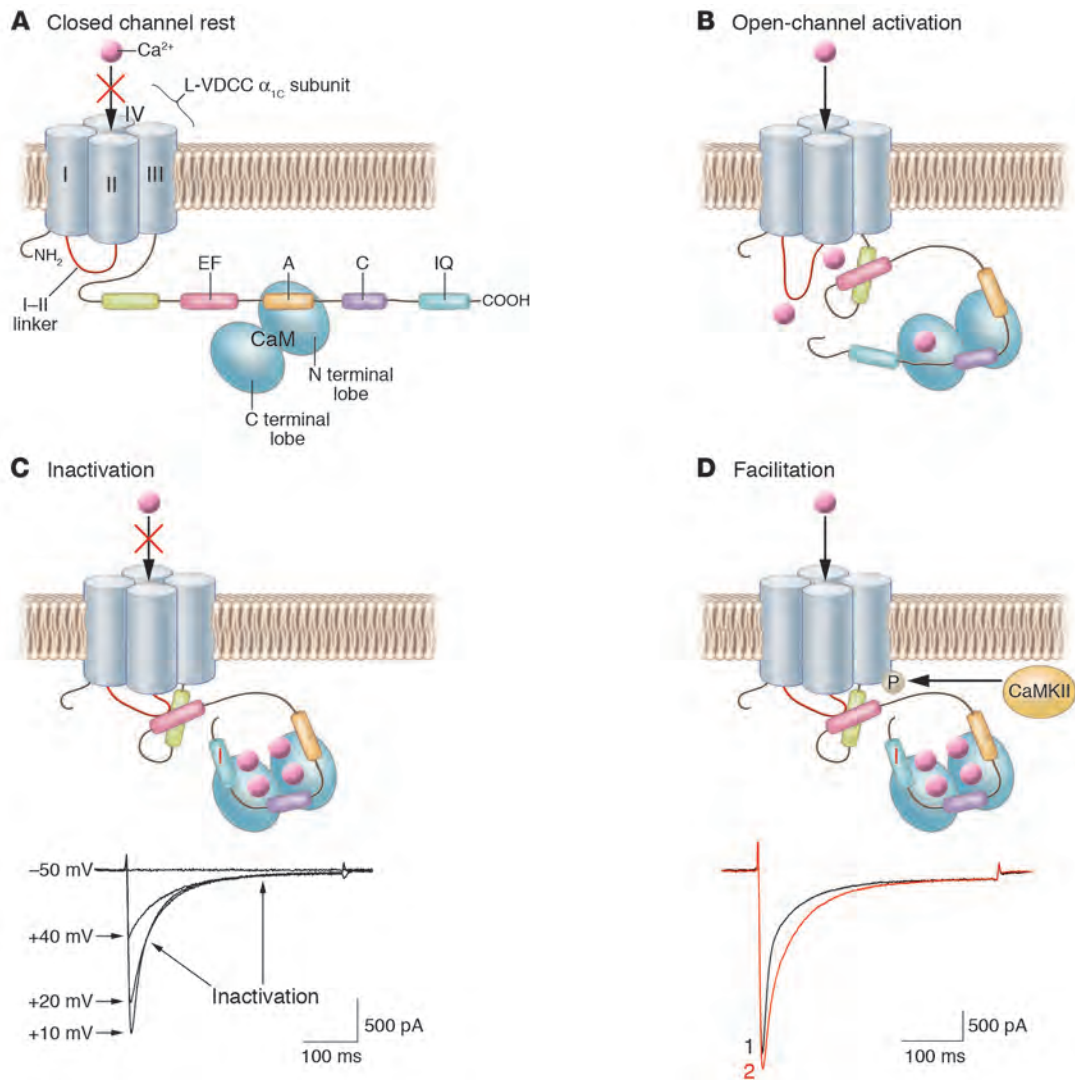 A Closed channel rest
Ca²⁺
L-VDCC α₁C subunit
IV
I
II
III
NH₂
I–II
linker
EF
A
C
IQ
COOH
CaM
N terminal
lobe
C terminal
lobe
B Open-channel activation
C Inactivation
I
–50 mV
+40 mV
+20 mV
+10 mV
Inactivation
500 pA
100 ms
D Facilitation
P
CaMKII
I
1
2
500 pA
100 ms